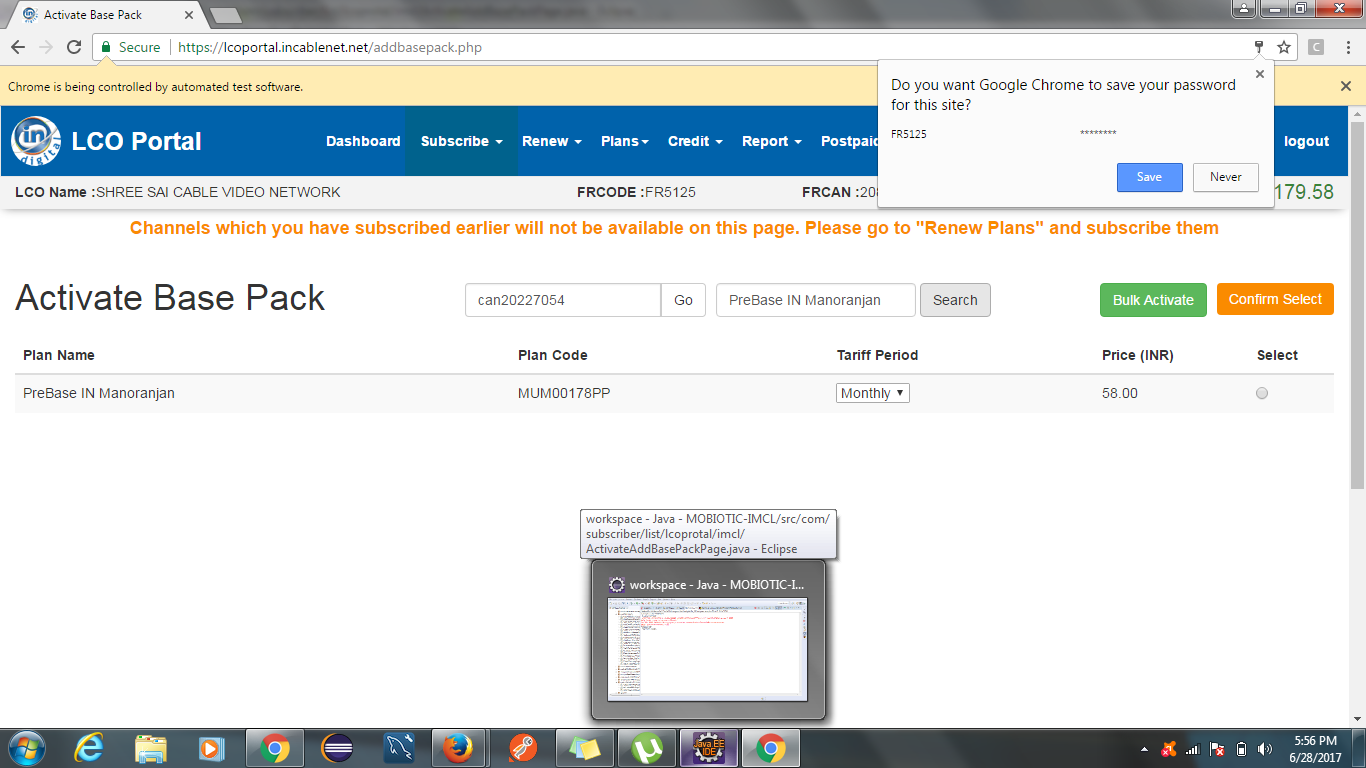 Activate Base Pack
Secure
https://lcoportal.incablenet.net/addbasepack.php
C
Chrome is being controlled by automated test software.
Do you want Google Chrome to save your password
for this site?
FR5125 ********
Save Never
in
digital
LCO Portal
Dashboard Subscribe Renew Plans Credit Report Postpaid logout
LCO Name :SHREE SAI CABLE VIDEO NETWORK FRCODE :FR5125 FRCAN :20 179.58
Channels which you have subscribed earlier will not be available on this page. Please go to "Renew Plans" and subscribe them
Activate Base Pack can20227054 Go PreBase IN Manoranjan Search Bulk Activate Confirm Select
Plan Name Plan Code Tariff Period Price (INR) Select
PreBase IN Manoranjan MUM00178PP Monthly 58.00
workspace - Java - MOBIOTIC-IMCL/src/com/
subscriber/list/lcoprotal/imcl/
ActivateAddBasePackPage.java - Eclipse
workspace - Java - MOBIOTIC-I...
Java EE
IDE
5:56 PM
6/28/2017